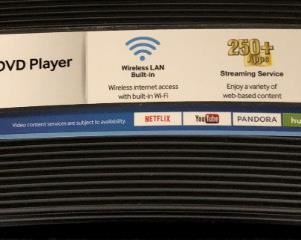 DVD Player
Wireless LAN
Built-in
Wireless internet access
with built-in Wi-Fi
250+
Apps
Streaming Service
Enjoy a variety of
web-based content
Video content services are subject to availability
NETFLIX
YouTube
PANDORA
hu